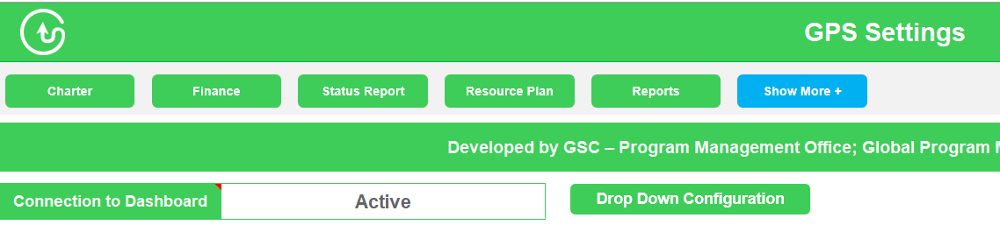 GPS Settings
Charter Finance Status Report Resource Plan Reports Show More +
Developed by GSC – Program Management Office; Global Program
Connection to Dashboard Active Drop Down Configuration